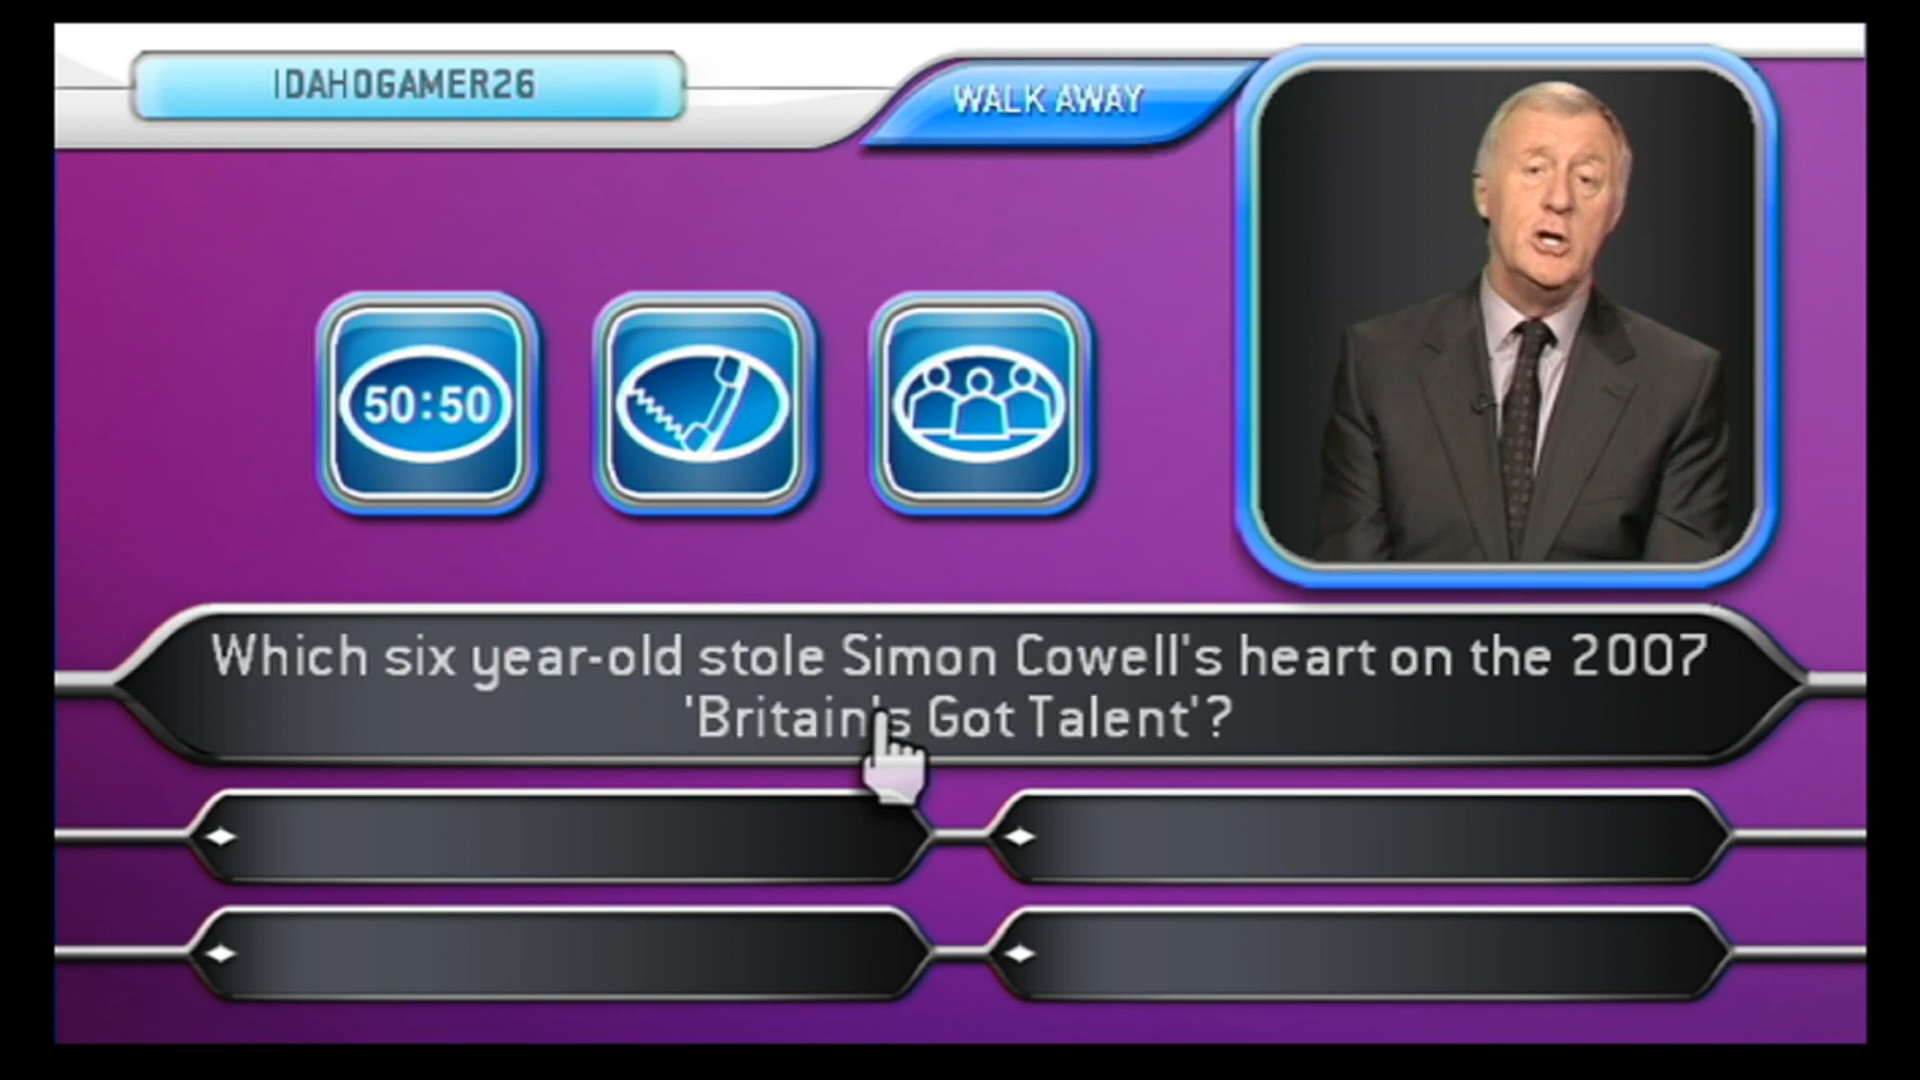 IDAHOGAMER26
WALK AWAY
50:50
Which six year-old stole Simon Cowell's heart on the 2007
'Britain's Got Talent'?